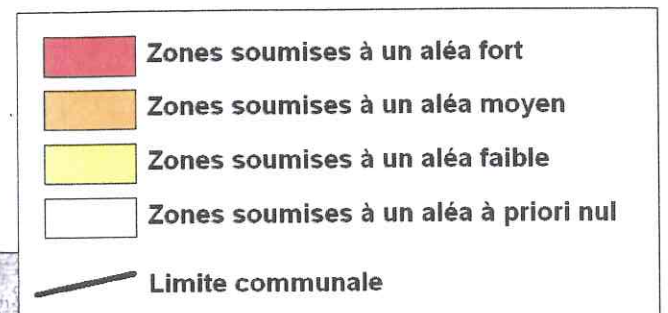 Zones soumises à un aléa fort
Zones soumises à un aléa moyen
Zones soumises à un aléa faible
Zones soumises à un aléa à priori nul
Limite communale